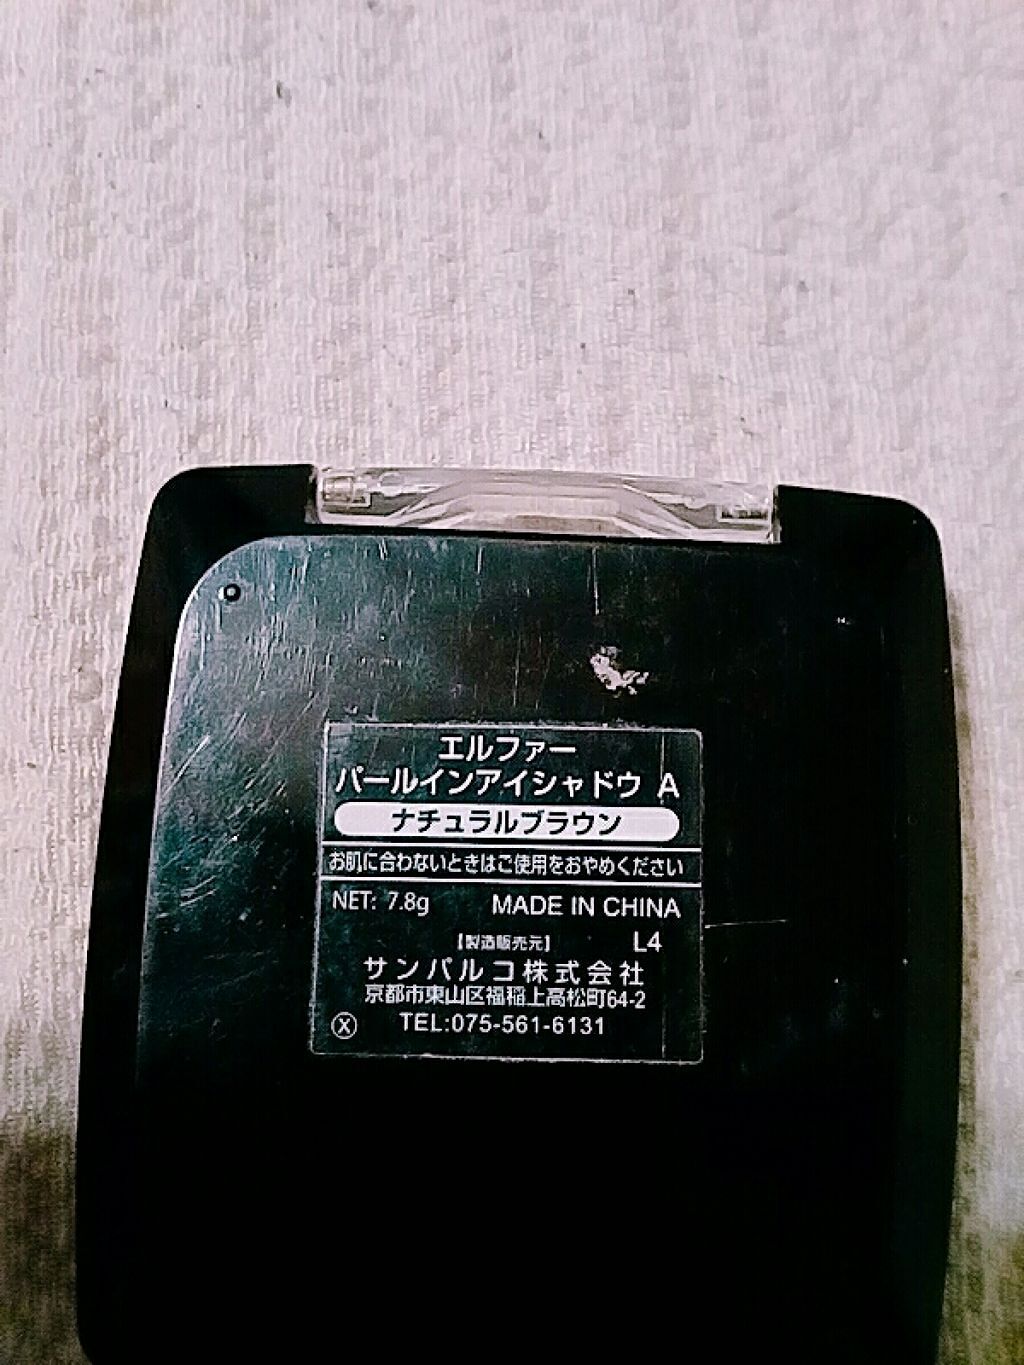 エルファー
パールインアイシャドウ A
ナチュラルブラウン
お肌に合わないときはご使用をおやめください
NET: 7.8g MADE IN CHINA
【製造販売元】 L4
サンパルコ株式会社
京都市東山区福稲上高松町64-2
Ⓧ TEL:075-561-6131